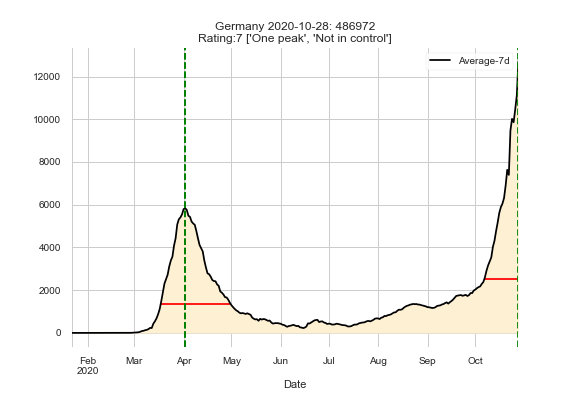 Germany 2020-10-28: 486972
Rating:7 ['One peak', 'Not in control']
Average-7d
12000
10000
8000
6000
4000
2000
0
Feb Mar Apr May Jun Jul Aug Sep Oct
2020
Date